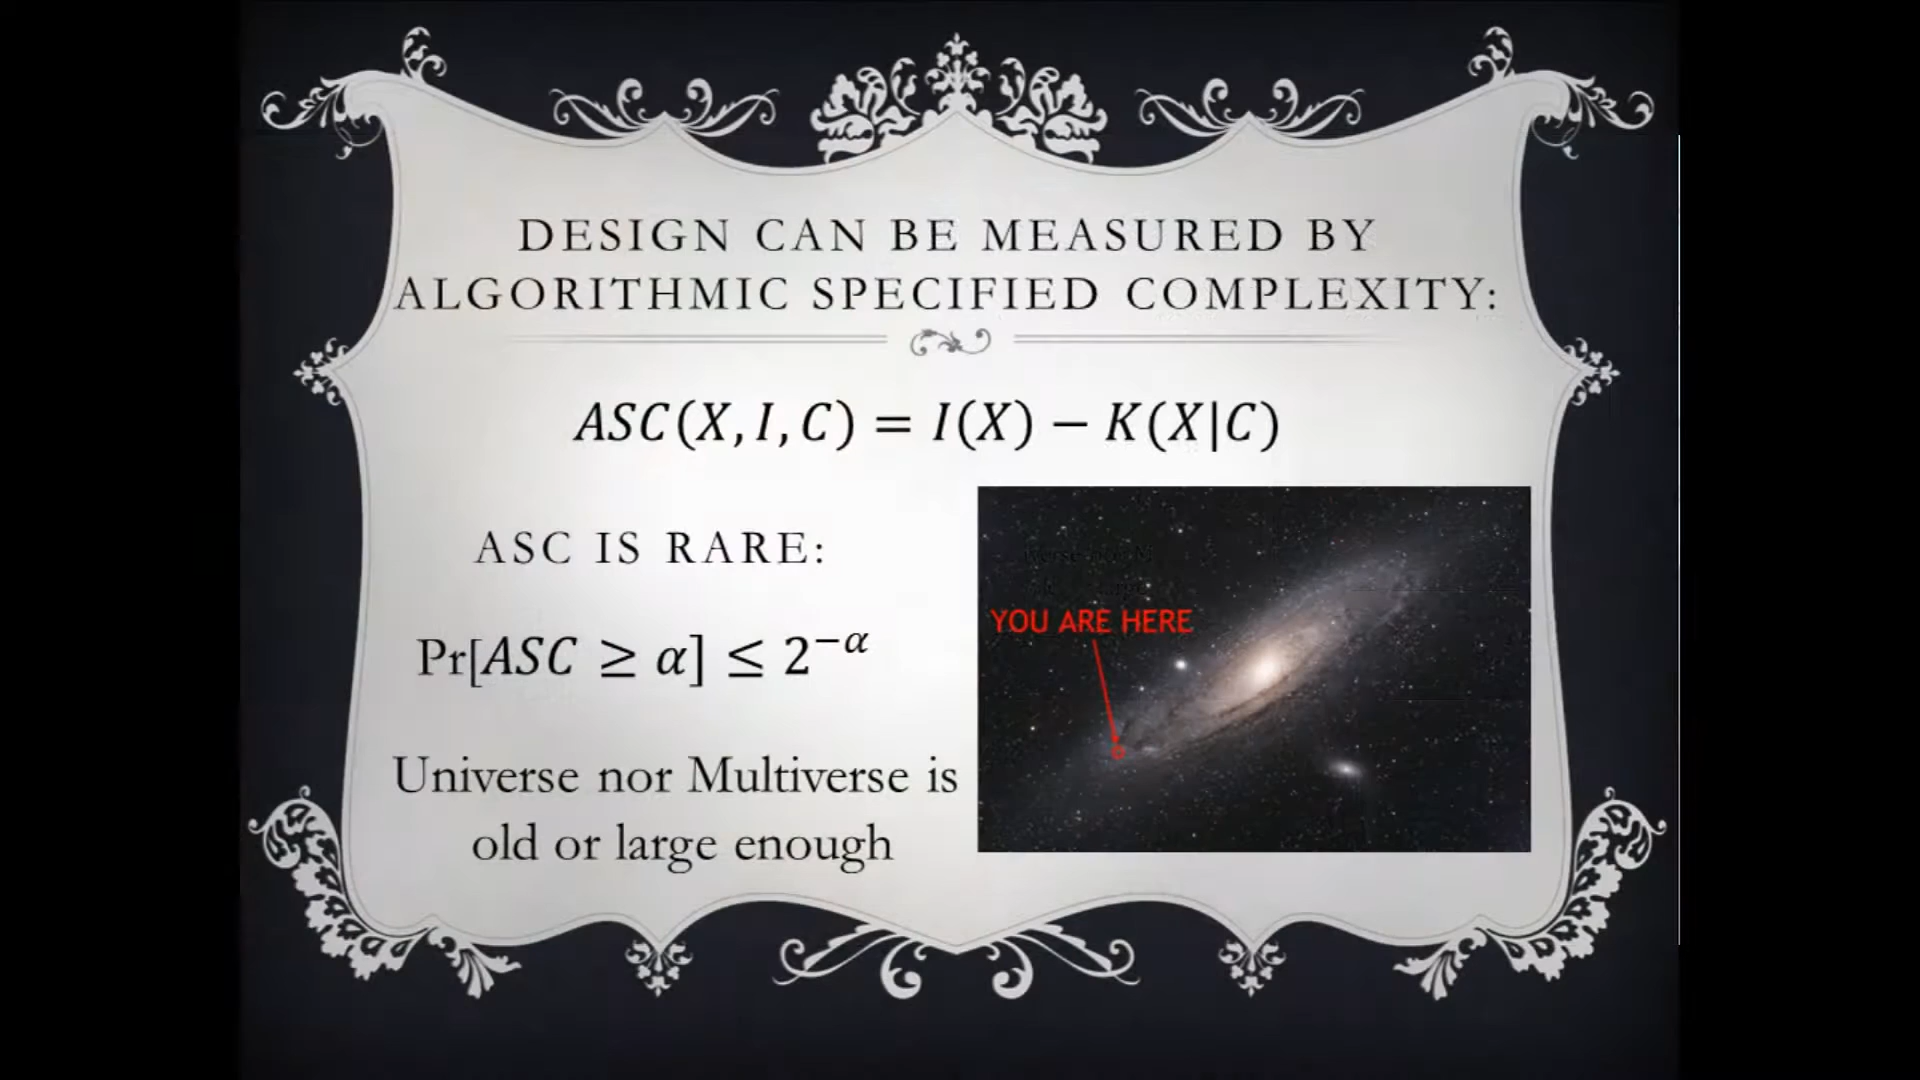 DESIGN CAN BE MEASURED BY
ALGORITHMIC SPECIFIED COMPLEXITY:
ASC(X, I, C) = I(X) − K(X|C)
ASC IS RARE:
Pr[ASC ≥ α] ≤ 2^{−α}
Universe nor Multiverse is
old or large enough
YOU ARE HERE